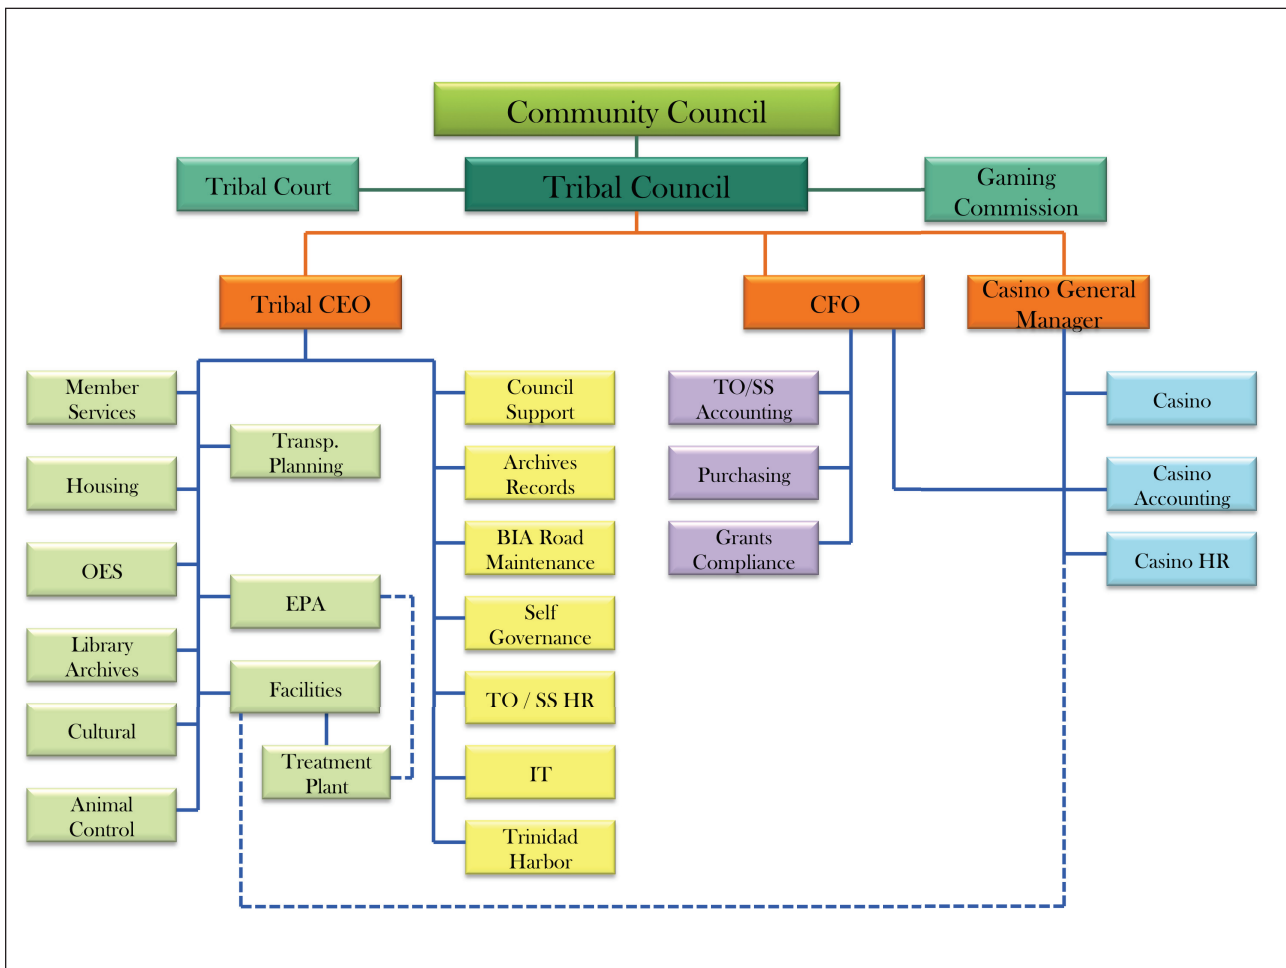 Community Council
Tribal Court
Tribal Council
Gaming
Commission
Tribal CEO
CFO
Casino General
Manager
Member
Services
Transp.
Planning
Housing
OES
EPA
Library
Archives
Facilities
Cultural
Treatment
Plant
Animal
Control
Council
Support
Archives
Records
BIA Road
Maintenance
Self
Governance
TO / SS HR
IT
Trinidad
Harbor
TO/SS
Accounting
Purchasing
Grants
Compliance
Casino
Casino
Accounting
Casino HR